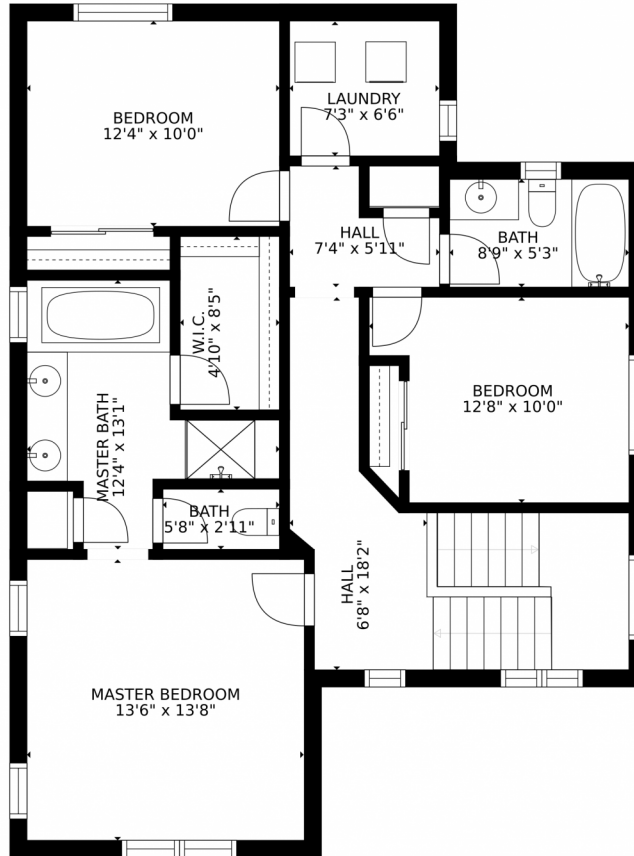 BEDROOM
12'4" x 10'0"
LAUNDRY
7'3" x 6'6"
HALL
7'4" x 5'11"
BATH
8'9" x 5'3"
W.I.C.
4'10" x 8'5"
BEDROOM
12'8" x 10'0"
MASTER BATH
12'4" x 13'1"
BATH
5'8" x 2'11"
HALL
6'8" x 18'2"
MASTER BEDROOM
13'6" x 13'8"